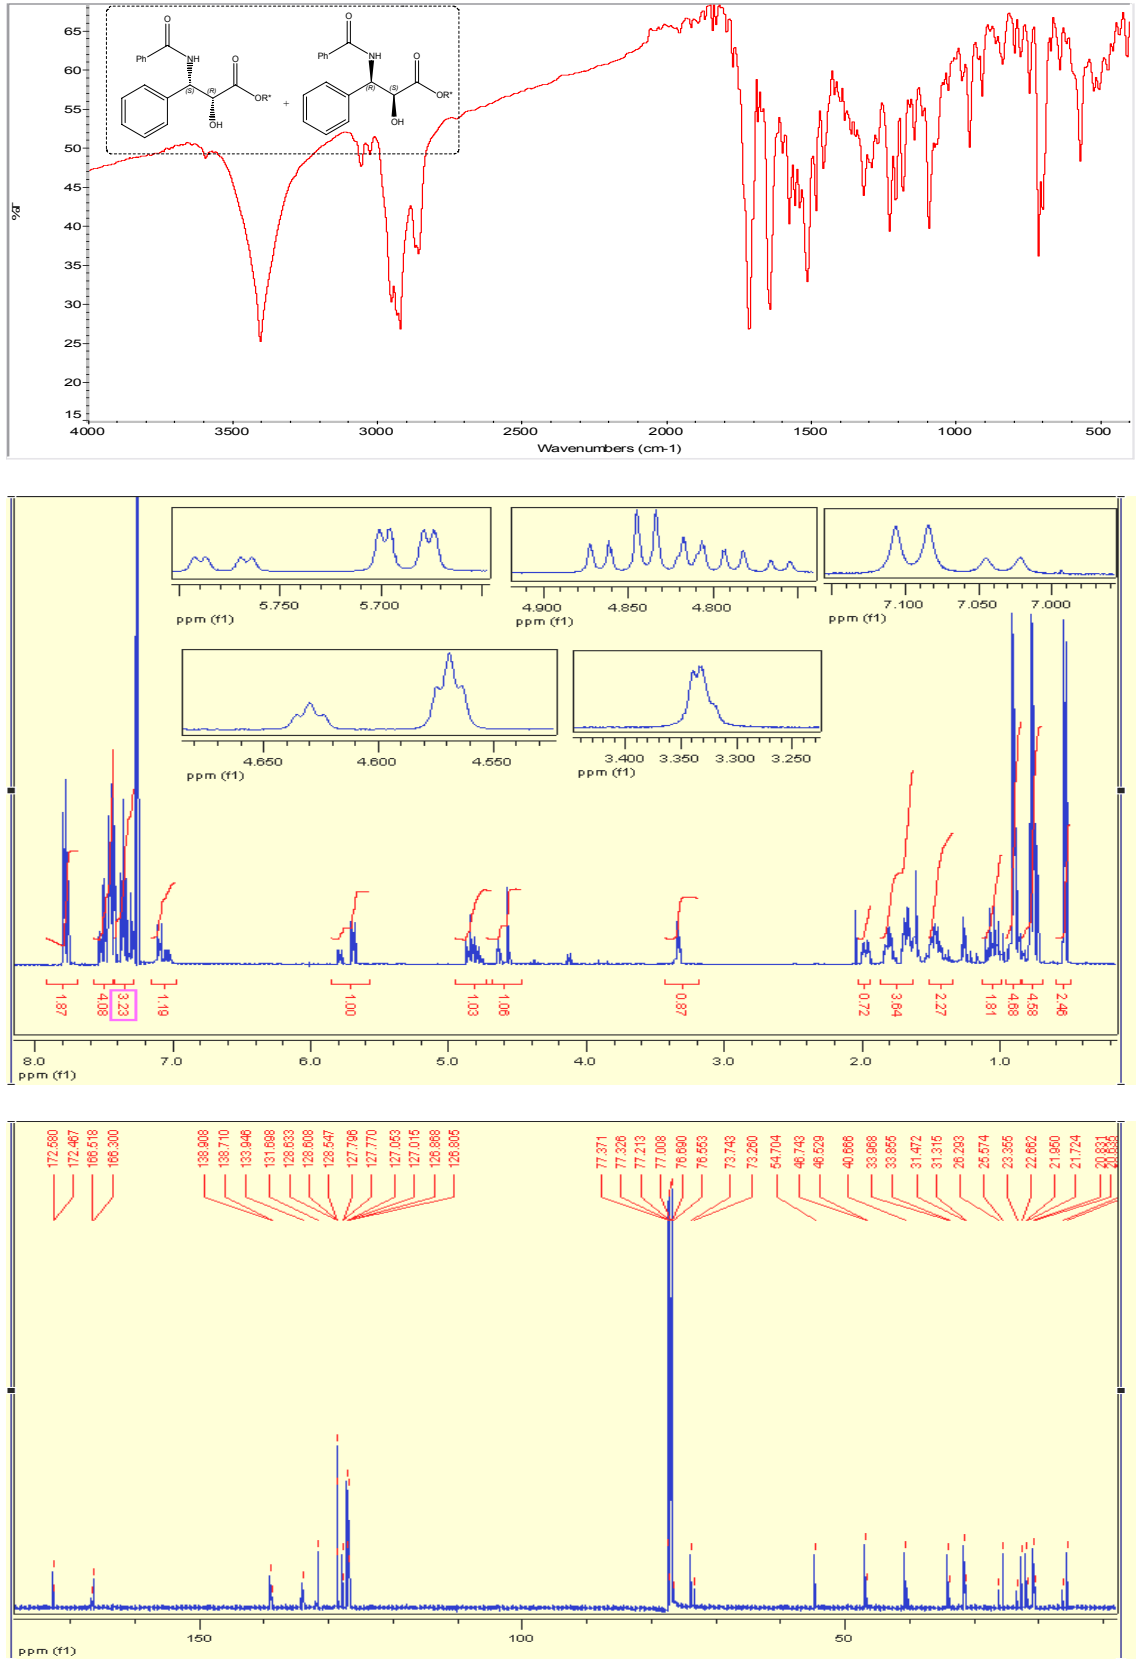 65
60
55
50
45
40
35
30
25
20
15
%T
4000 3500 3000 2500 2000 1500 1000 500
Wavenumbers (cm-1)
O
Ph
NH
(S)
(R)
O
OR*
OH
+
O
Ph
NH
(R)
(S)
O
OR*
OH
5.750 5.700
ppm (f1)
4.900 4.850 4.800
ppm (f1)
7.100 7.050 7.000
ppm (f1)
4.650 4.600 4.550
ppm (f1)
3.400 3.350 3.300 3.250
ppm (f1)
1.87 4.08 3.23 1.19 1.00 1.03 1.06 0.87 0.72 3.64 2.27 1.81 4.68 4.58 2.46
8.0 7.0 6.0 5.0 4.0 3.0 2.0 1.0
ppm (f1)
172.580
172.467
166.518
166.300
138.908
138.710
133.946
131.698
128.633
128.608
128.547
127.796
127.770
127.053
127.015
126.868
126.805
77.371
77.326
77.213
77.008
76.690
76.553
73.743
73.260
54.704
46.743
46.529
40.666
33.968
33.855
31.472
31.315
26.293
25.574
23.355
22.662
21.950
21.724
20.831
20.635
150 100 50
ppm (f1)